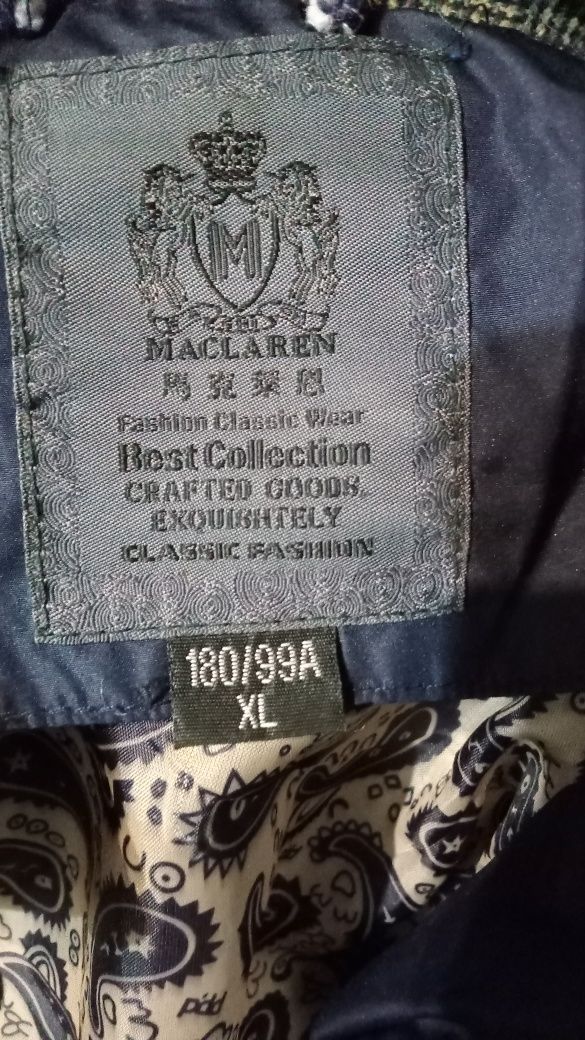 M
MACLAREN
馬克萊恩
Fashion Classic Wear
Best Collection
CRAFTED GOODS.
EXQUISHTELY
CLASSIC FASHION
180/99A
XL